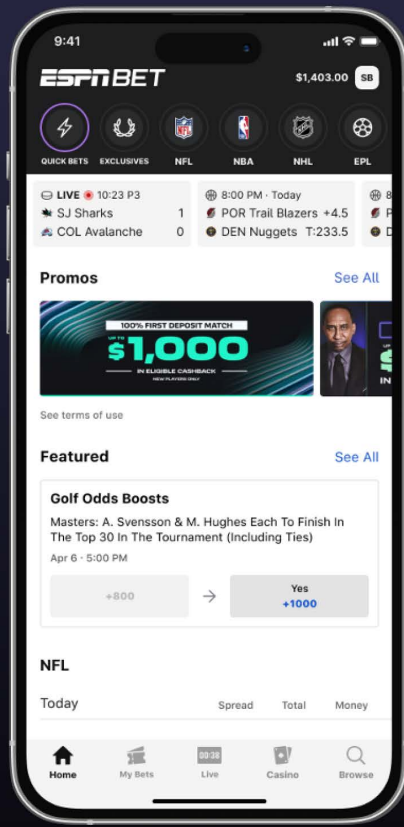 9:41
ESPN BET
$1,403.00 SB
QUICK BETS EXCLUSIVES NFL NBA NHL EPL
LIVE 10:23 P3
SJ Sharks 1
COL Avalanche 0
8:00 PM · Today
POR Trail Blazers +4.5
DEN Nuggets T:233.5
8
P
D
Promos See All
100% FIRST DEPOSIT MATCH
UP TO
$1,000
IN ELIGIBLE CASHBACK
NEW PLAYERS ONLY
IN
See terms of use
Featured See All
Golf Odds Boosts
Masters: A. Svensson & M. Hughes Each To Finish In
The Top 30 In The Tournament (Including Ties)
Apr 6 · 5:00 PM
+800 → Yes
+1000
NFL
Today Spread Total Money
00:38
Home My Bets Live Casino Browse